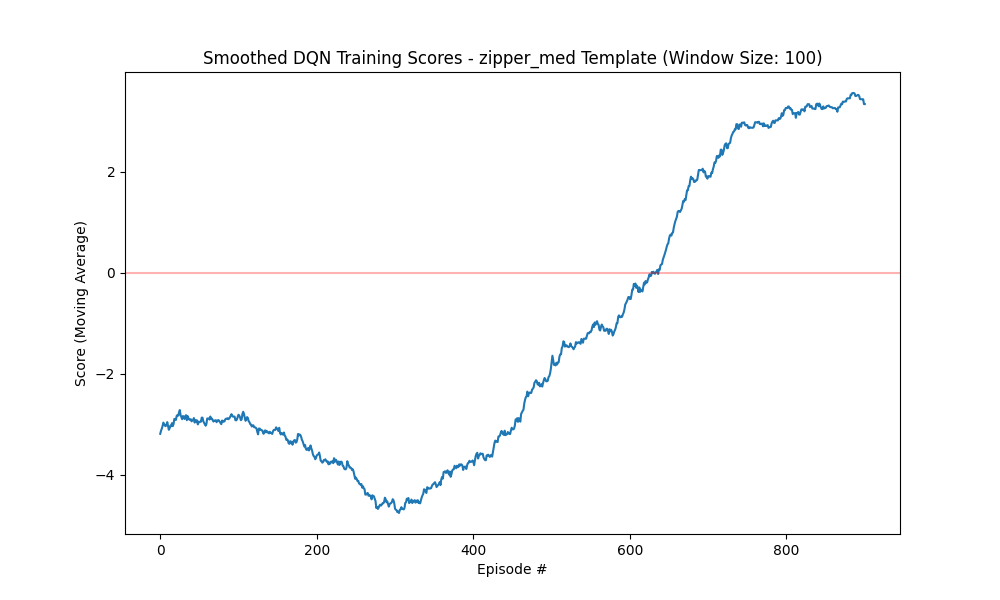 Smoothed DQN Training Scores - zipper_med Template (Window Size: 100)
Score (Moving Average)
2
0
−2
−4
0 200 400 600 800
Episode #